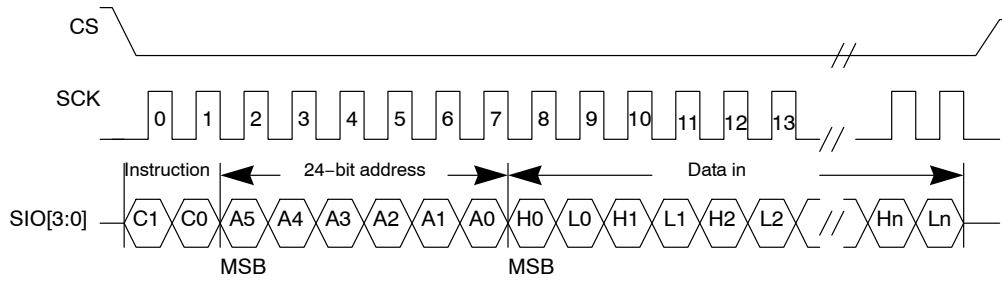 CS
SCK 0 1 2 3 4 5 6 7 8 9 10 11 12 13
Instruction 24−bit address Data in
SIO[3:0] C1 C0 A5 A4 A3 A2 A1 A0 H0 L0 H1 L1 H2 L2 Hn Ln
MSB MSB